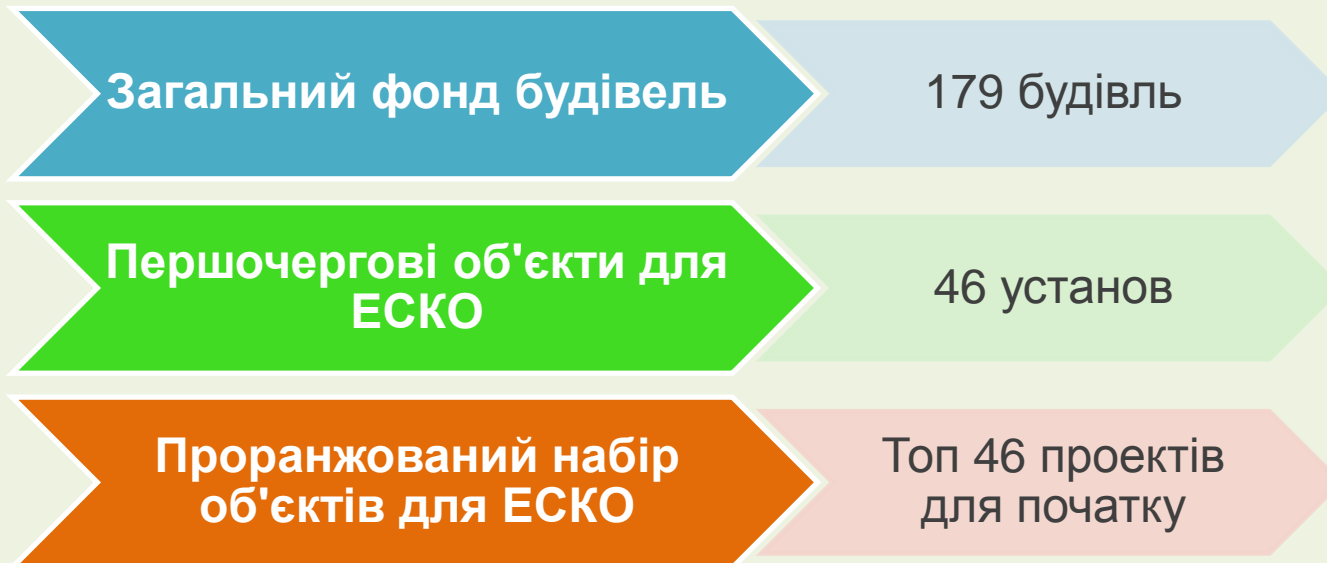 Загальний фонд будівель
179 будівль
Першочергові об'єкти для
ЕСКО
46 установ
Проранжований набір
об'єктів для ЕСКО
Топ 46 проектів
для початку